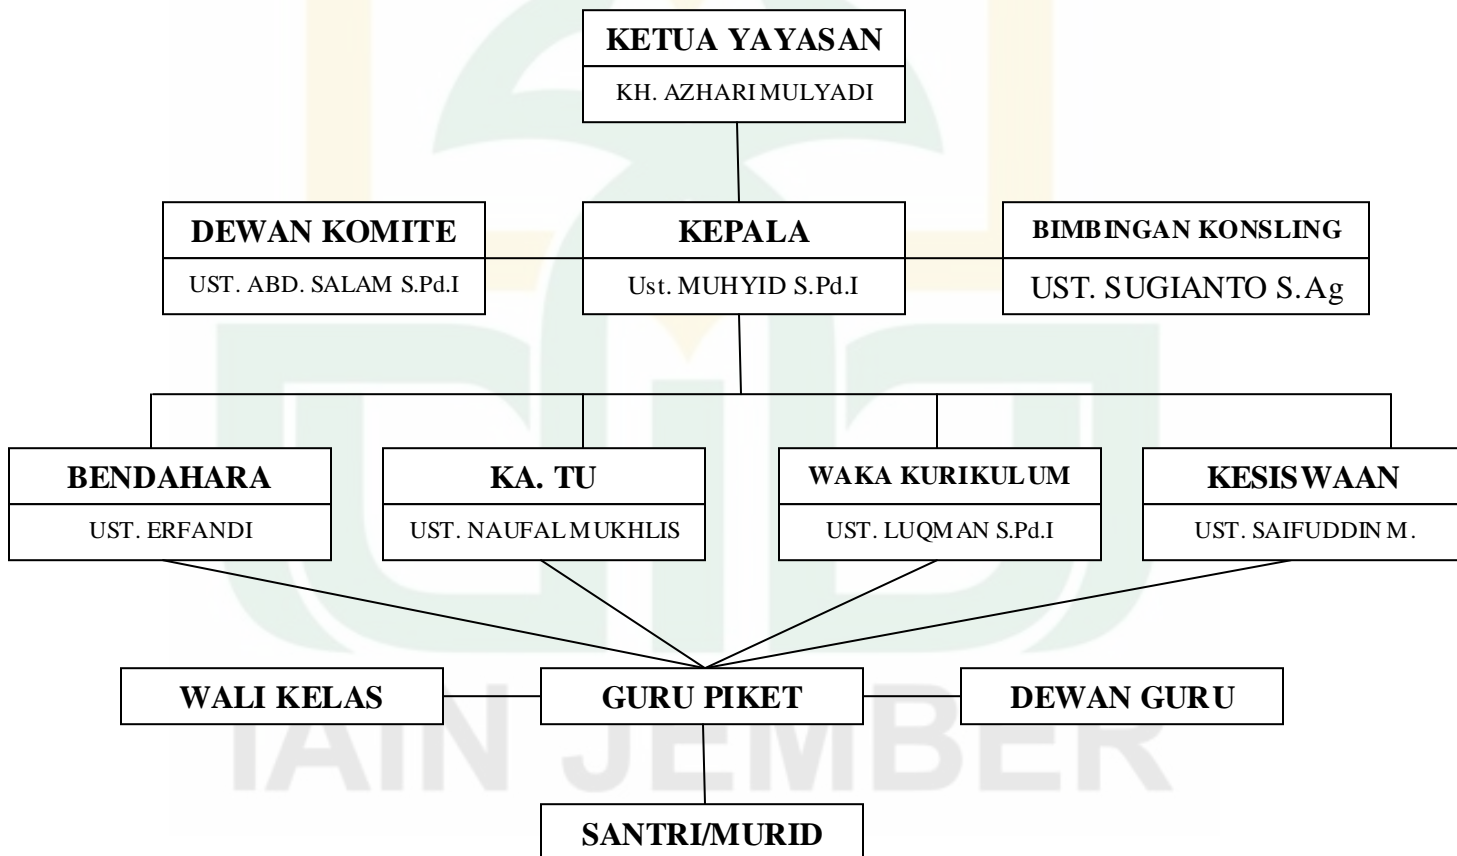 KETUA YAYASAN
KH. AZHARI MULYADI
DEWAN KOMITE
UST. ABD. SALAM S.Pd.I
KEPALA
Ust. MUHYID S.Pd.I
BIMBINGAN KONSLING
UST. SUGIANTO S.Ag
BENDAHARA
UST. ERFANDI
KA. TU
UST. NAUFAL MUKHLIS
WAKA KURIKULUM
UST. LUQMAN S.Pd.I
KESISWAAN
UST. SAIFUDDIN M.
WALI KELAS
GURU PIKET
DEWAN GURU
IAIN JEMBER
SANTRI/MURID